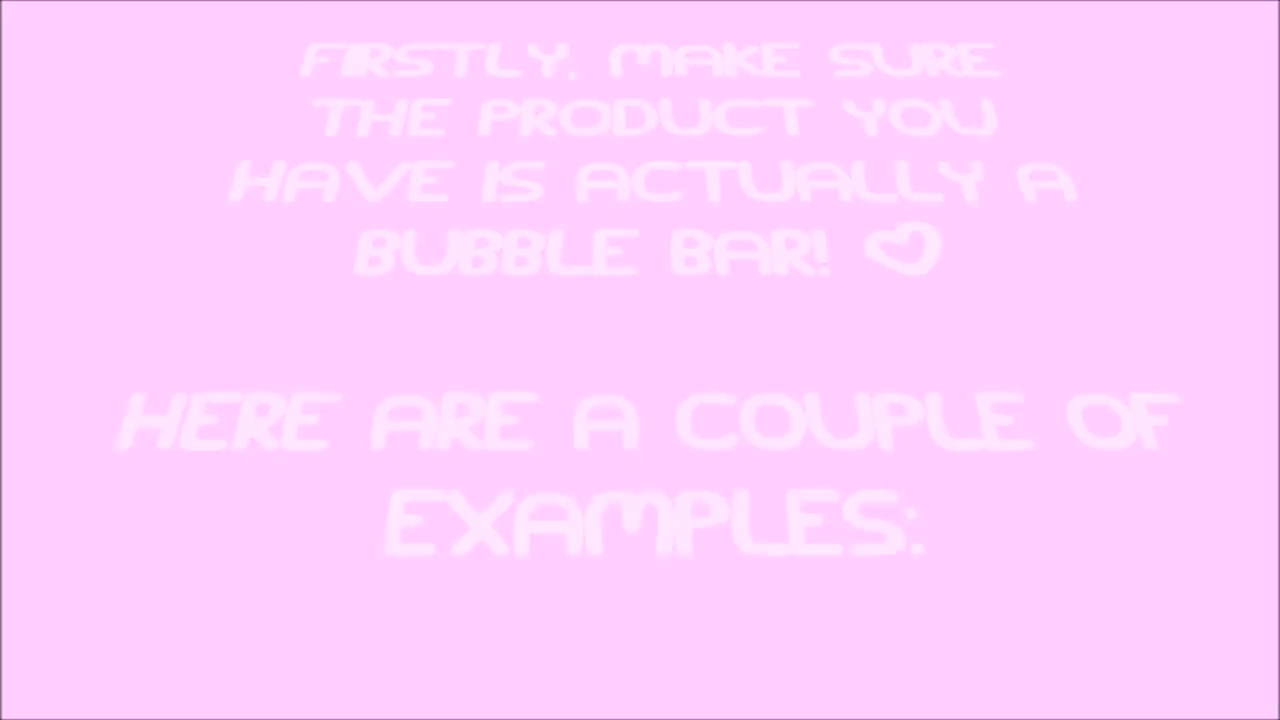 FIRSTLY, MAKE SURE
THE PRODUCT YOU
HAVE IS ACTUALLY A
BUBBLE BAR! ♡
HERE ARE A COUPLE OF
EXAMPLES: